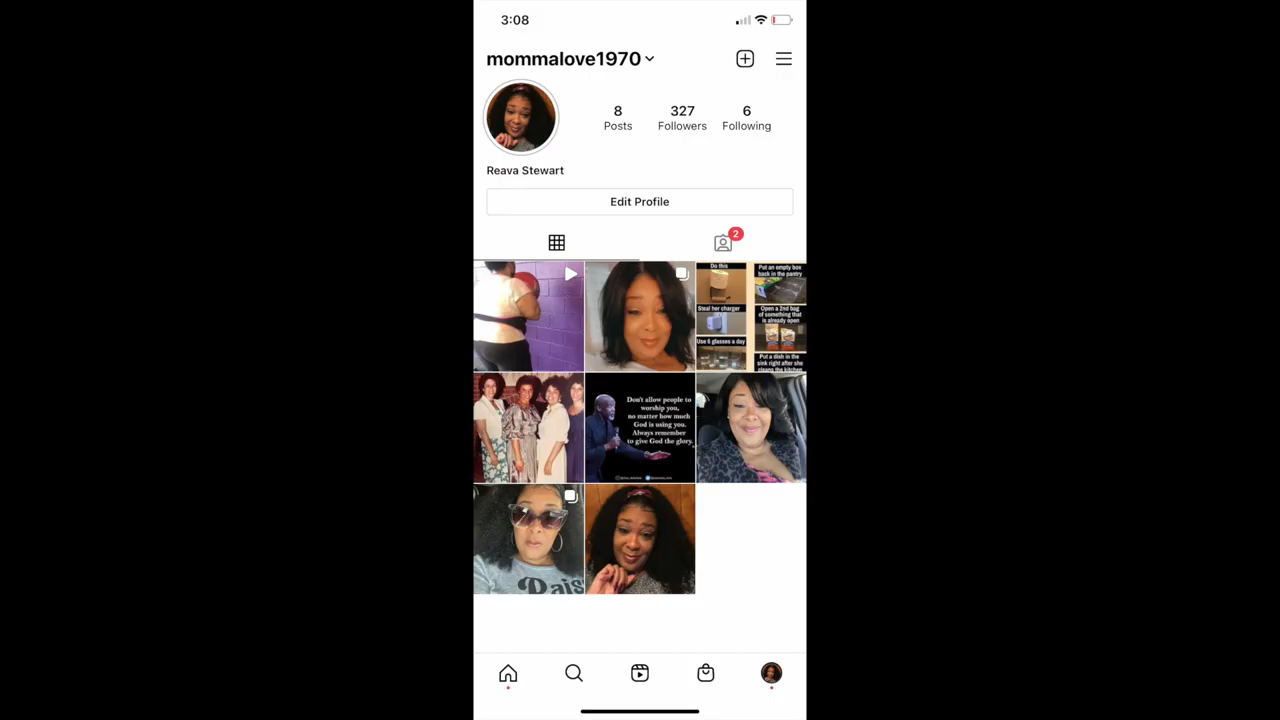 3:08
mommalove1970
8
327
6
Posts
Followers
Following
Reava Stewart
Edit Profile
2
Do this
Steal her charger
Use 6 glasses a day
Put an empty box
back in the pantry
Open a 2nd bag
of something that
is already open
Put a dish in the
sink right after she
cleans the kitchen
Don't allow people to
worship you,
no matter how much
God is using you.
Always remember
to give God the glory.
Rais